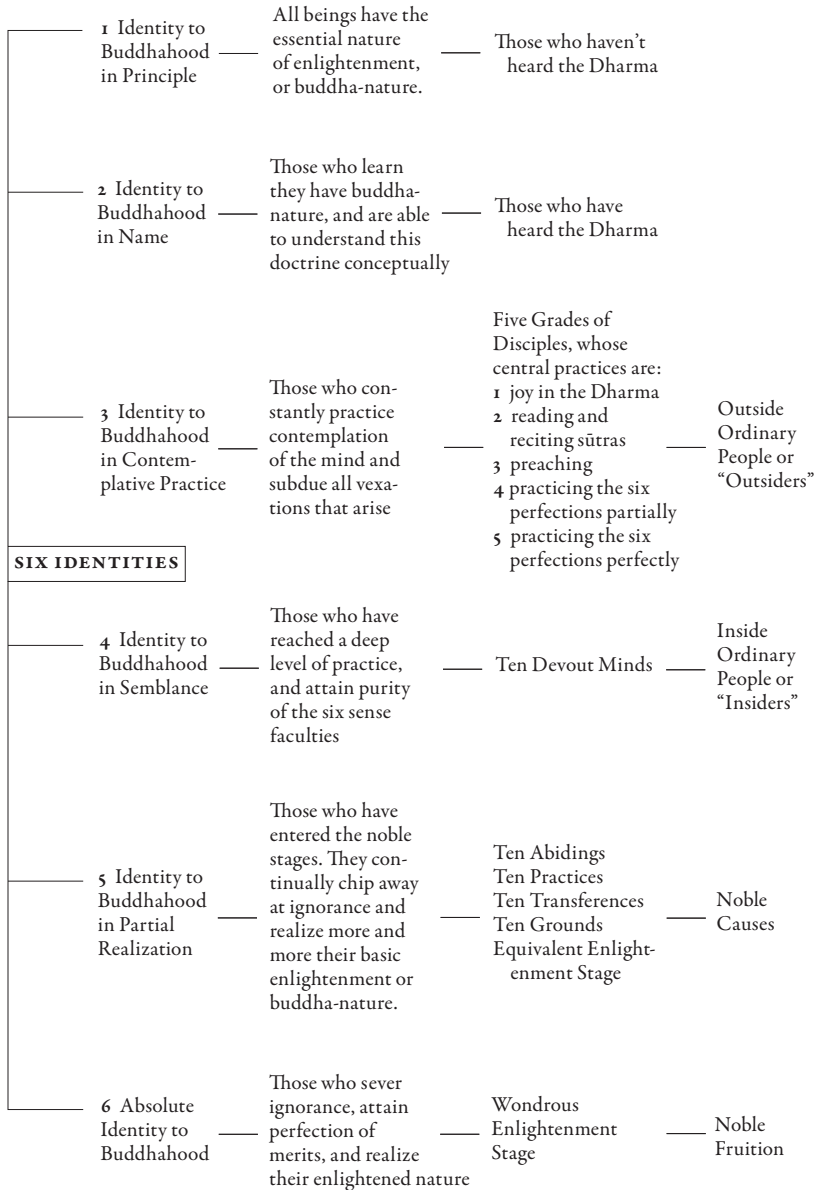 1 Identity to
Buddhahood
in Principle
All beings have the
essential nature
of enlightenment,
or buddha-nature.
Those who haven't
heard the Dharma
2 Identity to
Buddhahood
in Name
Those who learn
they have buddha-
nature, and are able
to understand this
doctrine conceptually
Those who have
heard the Dharma
3 Identity to
Buddhahood
in Contem-
plative Practice
Those who con-
stantly practice
contemplation
of the mind and
subdue all vexa-
tions that arise
Five Grades of
Disciples, whose
central practices are:
1 joy in the Dharma
2 reading and
reciting sūtras
3 preaching
4 practicing the six
perfections partially
5 practicing the six
perfections perfectly
Outside
Ordinary
People or
“Outsiders”
SIX IDENTITIES
4 Identity to
Buddhahood
in Semblance
Those who have
reached a deep
level of practice,
and attain purity
of the six sense
faculties
Ten Devout Minds
Inside
Ordinary
People or
“Insiders”
5 Identity to
Buddhahood
in Partial
Realization
Those who have
entered the noble
stages. They con-
tinually chip away
at ignorance and
realize more and
more their basic
enlightenment or
buddha-nature.
Ten Abidings
Ten Practices
Ten Transferences
Ten Grounds
Equivalent Enlight-
enment Stage
Noble
Causes
6 Absolute
Identity to
Buddhahood
Those who sever
ignorance, attain
perfection of
merits, and realize
their enlightened nature
Wondrous
Enlightenment
Stage
Noble
Fruition